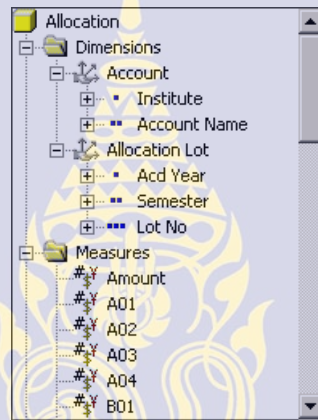 Allocation
Dimensions
Account
Institute
Account Name
Allocation Lot
Acd Year
Semester
Lot No
Measures
Amount
A01
A02
A03
A04
B01